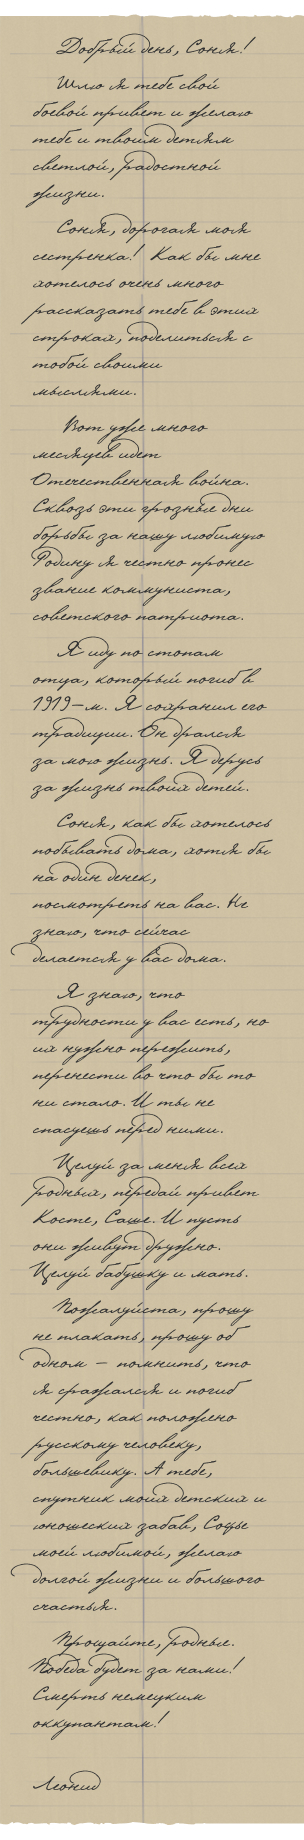 Добрый день, Соня!
Шлю я тебе свой
боевой привет и желаю
тебе и твоим детям
светлой, радостной
жизни.
Соня, дорогая моя
сестренка! Как бы мне
хотелось очень много
рассказать тебе в этих
строках, поделиться с
тобой своими
мыслями.
Вот уже много
месяцев идет
Отечественная война.
Сквозь эти грозные дни
борьбы за нашу любимую
Родину я честно пронес
звание коммуниста,
советского патриота.
Я иду по стопам
отца, который погиб в
1919–м. Я сохранил его
традиции. Он дрался
за мою жизнь. Я дерусь
за жизнь твоих детей.
Соня, как бы хотелось
побывать дома, хотя бы
на один денек,
посмотреть на вас. Не
знаю, что сейчас
делается у вас дома.
Я знаю, что
трудности у вас есть, но
их нужно пережить,
перенести во что бы то
ни стало. И ты не
спасуешь перед ними.
Целуй за меня всех
родных, передай привет
Косте, Саше. И пусть
они живут дружно.
Целуй бабушку и мать.
Пожалуйста, прошу
не плакать, прошу об
одном – помнить, что
я сражался и погиб
честно, как положено
русскому человеку,
большевику. А тебе,
спутник моих детских и
юношеских забав, Софье
моей любимой, желаю
долгой жизни и большого
счастья.
Прощайте, родные.
Победа будет за нами!
Смерть немецким
оккупантам!
Леонид